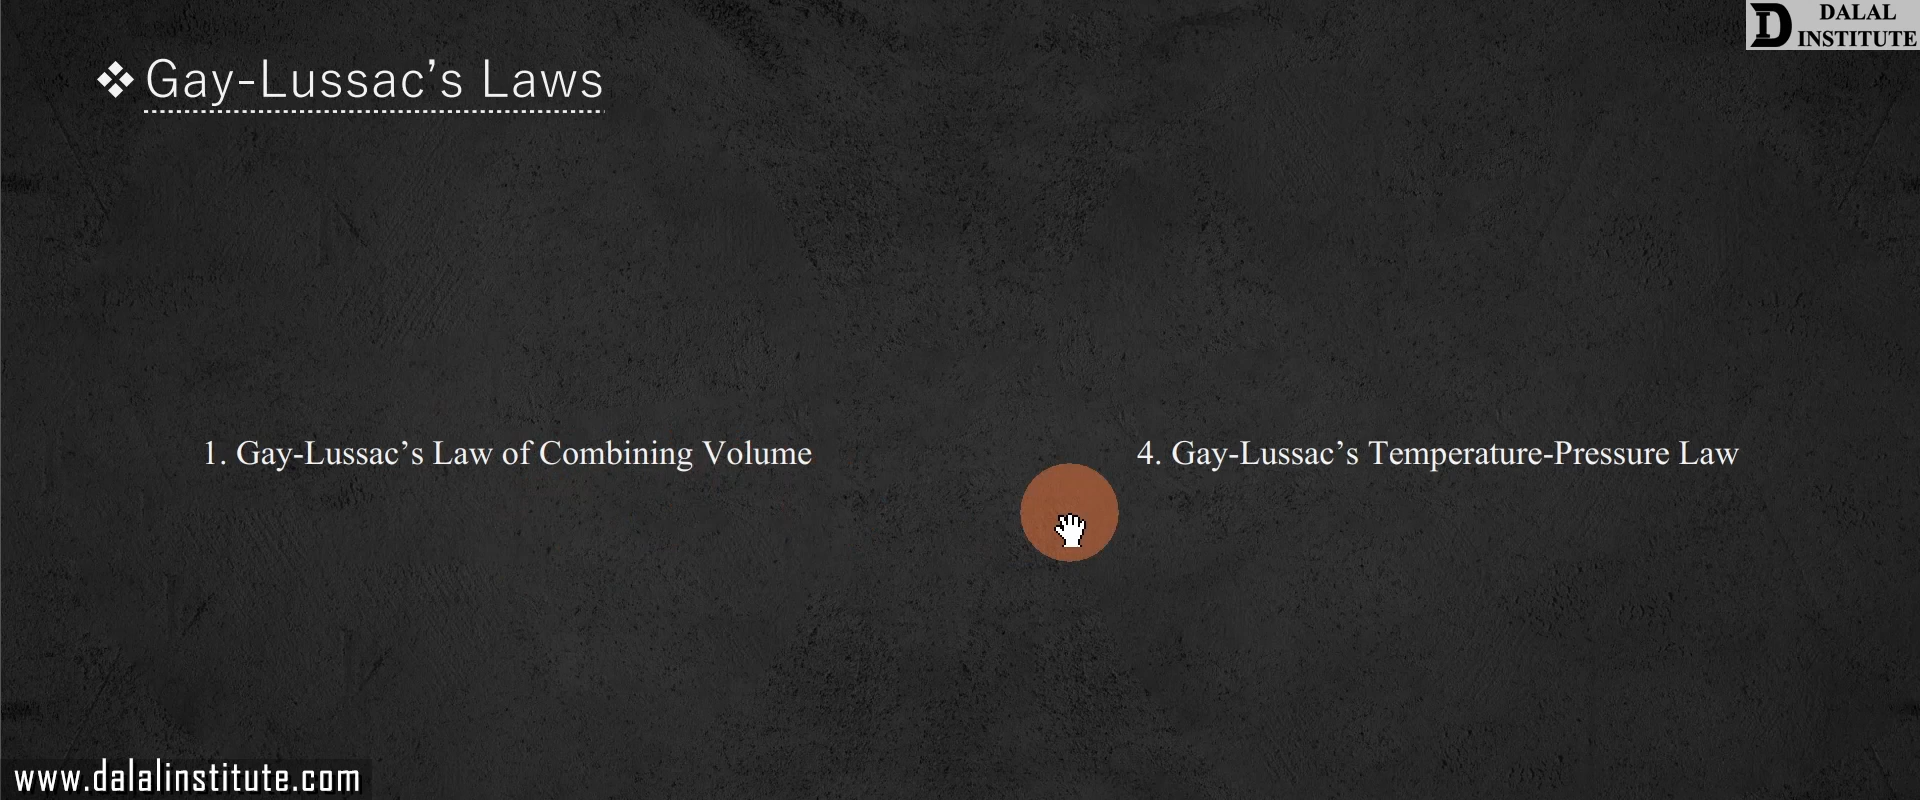 DALAL
INSTITUTE
❖ Gay-Lussac’s Laws
1. Gay-Lussac’s Law of Combining Volume
4. Gay-Lussac’s Temperature-Pressure Law
www.dalalinstitute.com